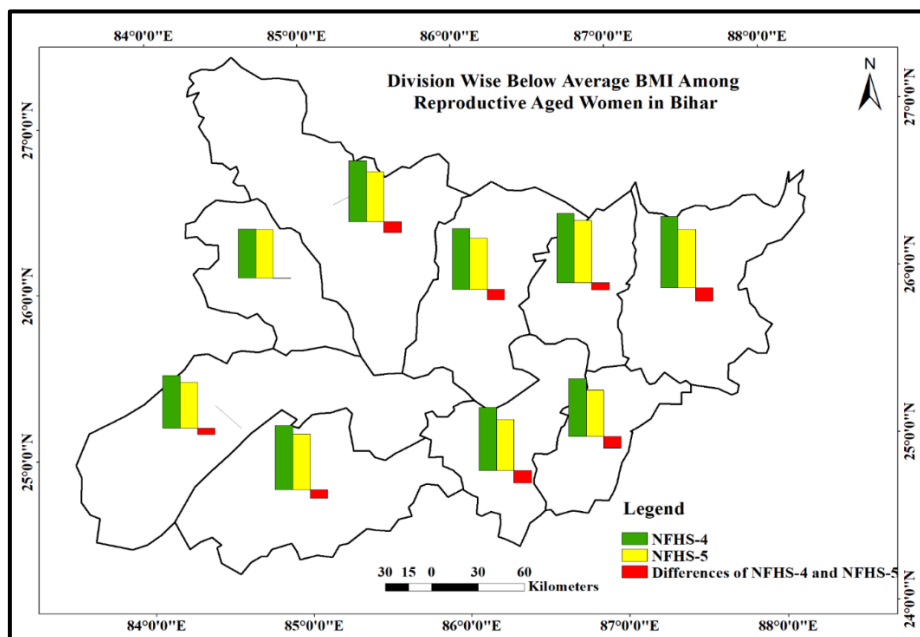 84°0'0"E 85°0'0"E 86°0'0"E 87°0'0"E 88°0'0"E
Division Wise Below Average BMI Among
Reproductive Aged Women in Bihar
N
27°0'0"N
27°0'0"N
26°0'0"N
26°0'0"N
25°0'0"N
25°0'0"N
24°0'0"N
Legend
NFHS-4
NFHS-5
Differences of NFHS-4 and NFHS-5
30 15 0 30 60
Kilometers
84°0'0"E 85°0'0"E 86°0'0"E 87°0'0"E 88°0'0"E